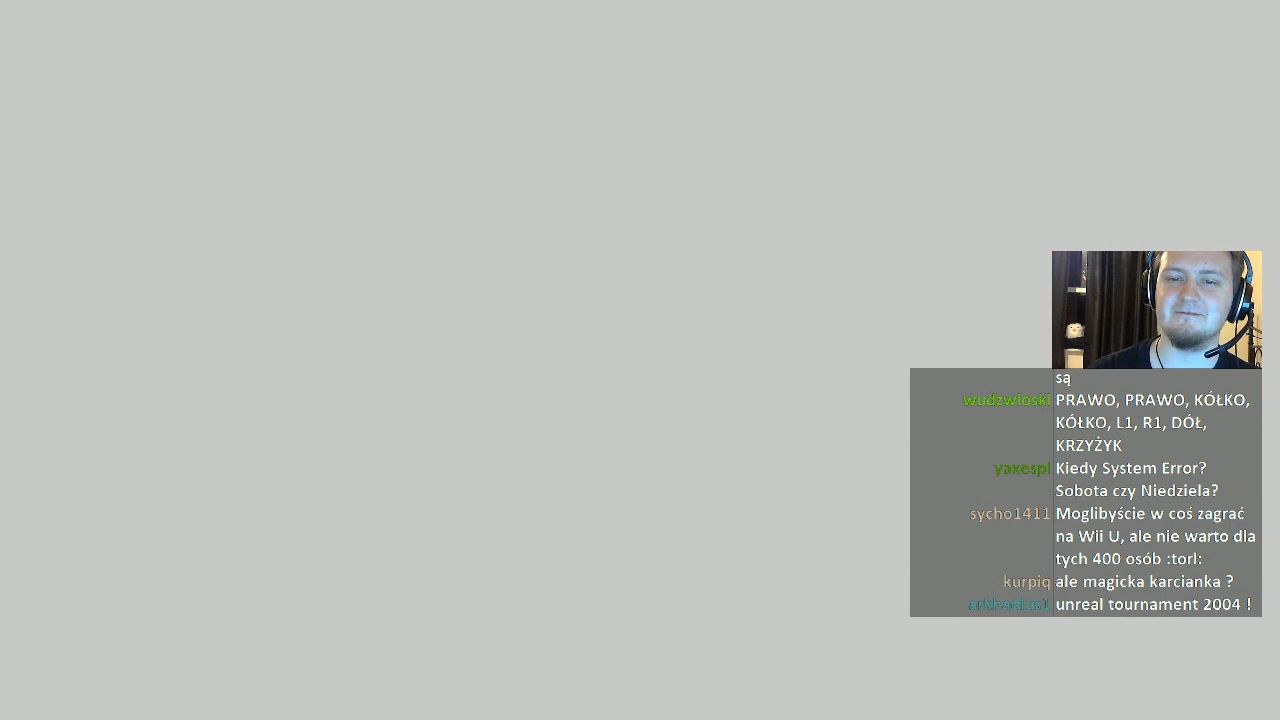 są
wudzwioski PRAWO, PRAWO, KÓŁKO,
KÓŁKO, L1, R1, DÓŁ,
KRZYŻYK
yaxespl Kiedy System Error?
Sobota czy Niedziela?
sycho1411 Moglibyście w coś zagrać
na Wii U, ale nie warto dla
tych 400 osób :torl:
kurpiq ale magicka karcianka ?
unreal tournament 2004 !